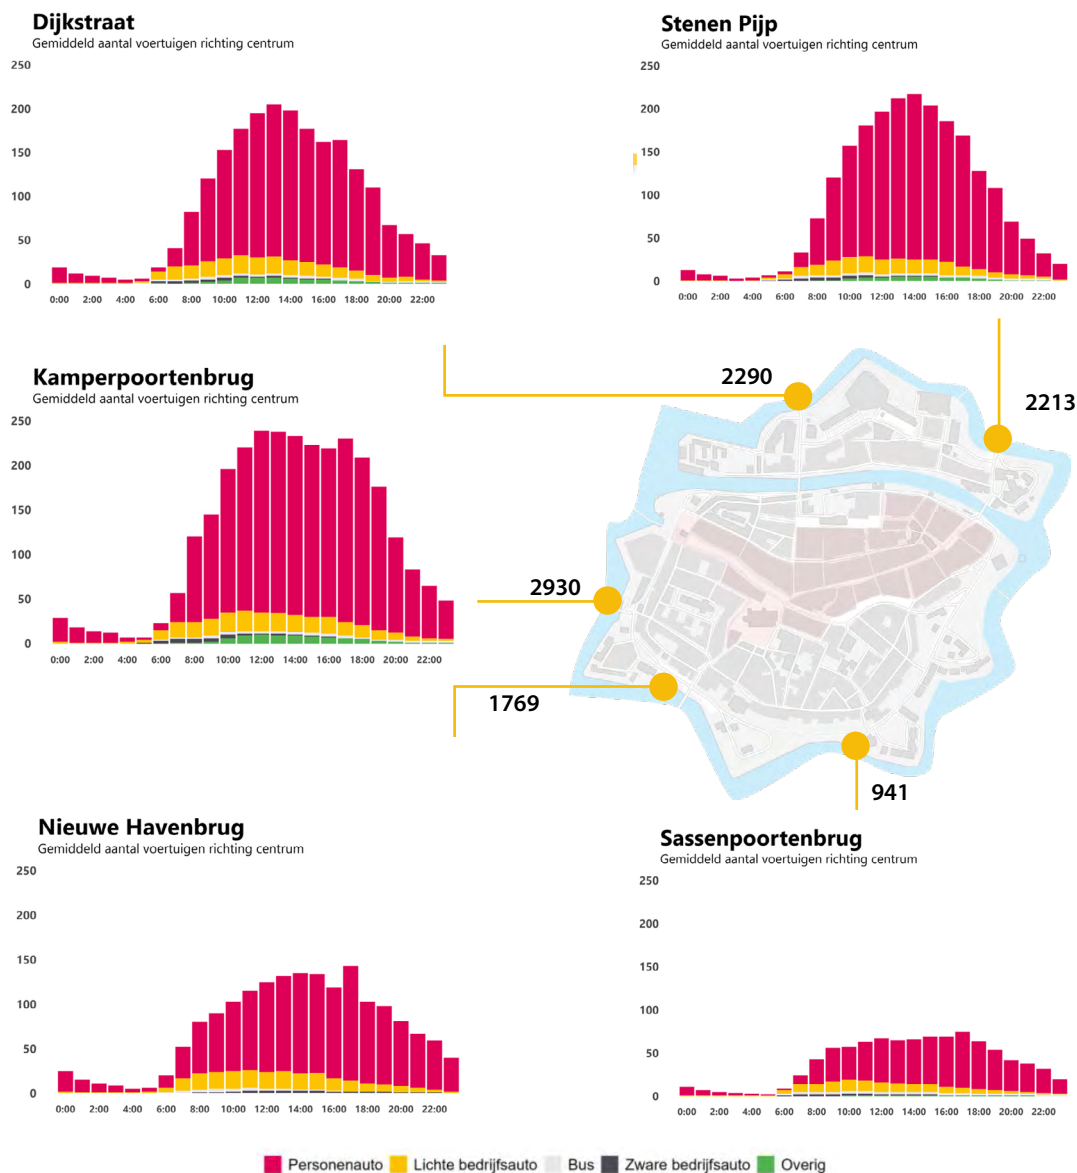 Dijkstraat
Gemiddeld aantal voertuigen richting centrum
250
200
150
100
50
0
0:00 2:00 4:00 6:00 8:00 10:00 12:00 14:00 16:00 18:00 20:00 22:00
Stenen Pijp
Gemiddeld aantal voertuigen richting centrum
250
200
150
100
50
0
0:00 2:00 4:00 6:00 8:00 10:00 12:00 14:00 16:00 18:00 20:00 22:00
Kamperpoortenbrug
Gemiddeld aantal voertuigen richting centrum
250
200
150
100
50
0
0:00 2:00 4:00 6:00 8:00 10:00 12:00 14:00 16:00 18:00 20:00 22:00
2290
2213
2930
1769
941
Nieuwe Havenbrug
Gemiddeld aantal voertuigen richting centrum
250
200
150
100
50
0
0:00 2:00 4:00 6:00 8:00 10:00 12:00 14:00 16:00 18:00 20:00 22:00
Sassenpoortenbrug
Gemiddeld aantal voertuigen richting centrum
250
200
150
100
50
0
0:00 2:00 4:00 6:00 8:00 10:00 12:00 14:00 16:00 18:00 20:00 22:00
Personenauto Lichte bedrijfsauto Bus Zware bedrijfsauto Overig